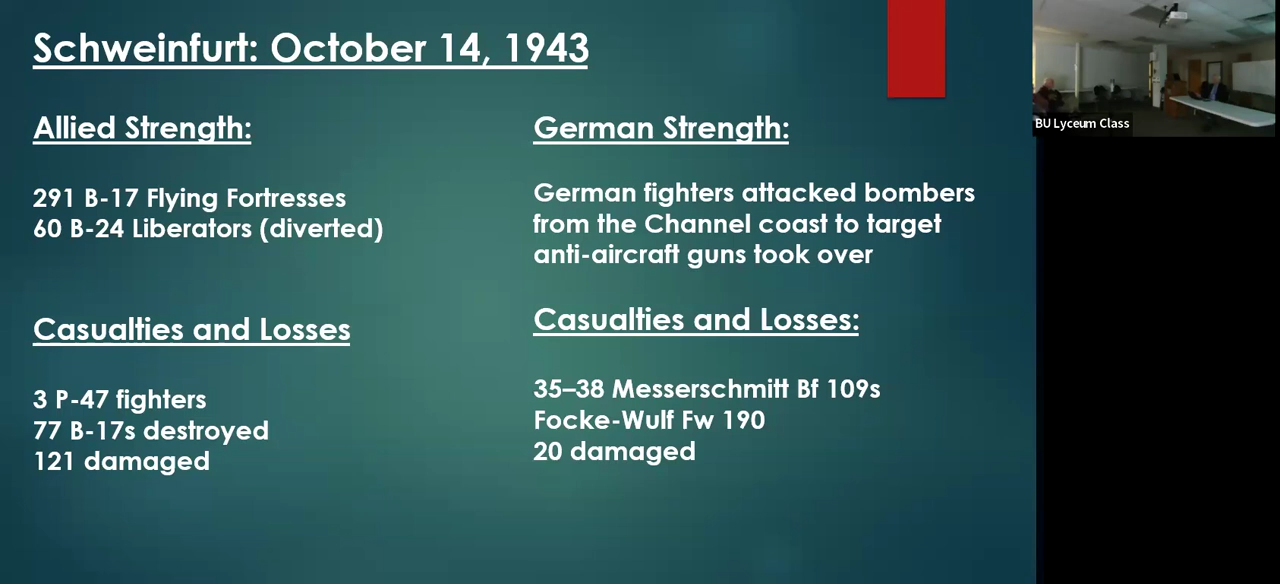 Schweinfurt: October 14, 1943
Allied Strength:
291 B-17 Flying Fortresses
60 B-24 Liberators (diverted)
Casualties and Losses
3 P-47 fighters
77 B-17s destroyed
121 damaged
German Strength:
German fighters attacked bombers
from the Channel coast to target
anti-aircraft guns took over
Casualties and Losses:
35–38 Messerschmitt Bf 109s
Focke-Wulf Fw 190
20 damaged
BU Lyceum Class